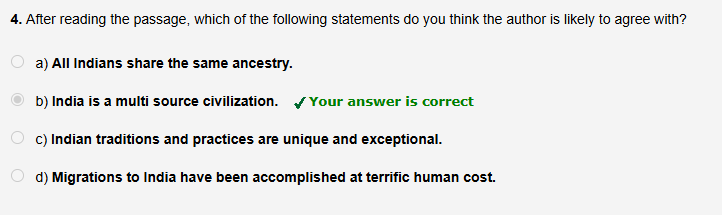 4. After reading the passage, which of the following statements do you think the author is likely to agree with?
a) All Indians share the same ancestry.
b) India is a multi source civilization. ✓Your answer is correct
c) Indian traditions and practices are unique and exceptional.
d) Migrations to India have been accomplished at terrific human cost.